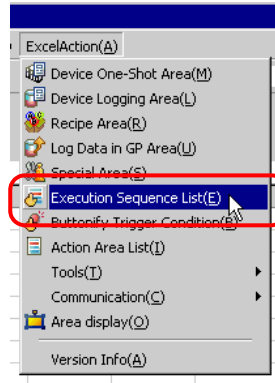 ExcelAction(A)
Device One-Shot Area(M)
Device Logging Area(L)
Recipe Area(R)
Log Data in GP Area(U)
Special Area(S)
Execution Sequence List(E)
Buttonify Trigger Condition(B)
Action Area List(I)
Tools(T)
Communication(C)
Area display(O)
Version Info(A)